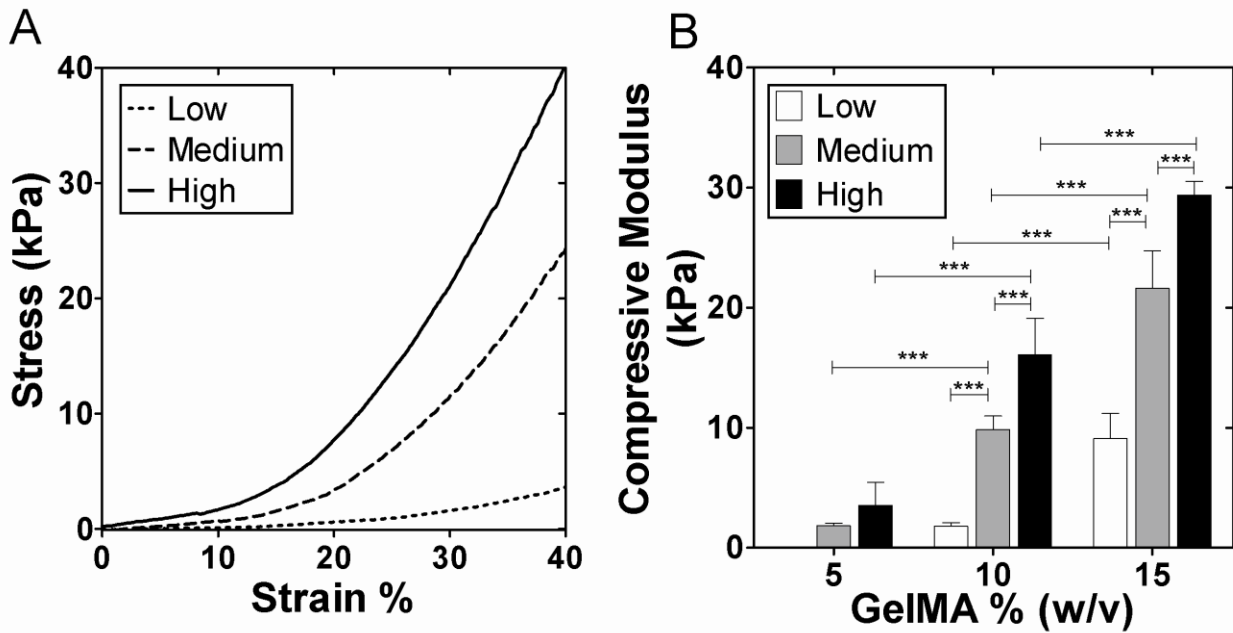 A
Stress (kPa)
40
30
20
10
0
Low
Medium
High
0 10 20 30 40
Strain %
B
Compressive Modulus
(kPa)
40
30
20
10
0
Low
Medium
High
***
***
***
***
***
***
***
***
***
***
5 10 15
GelMA % (w/v)